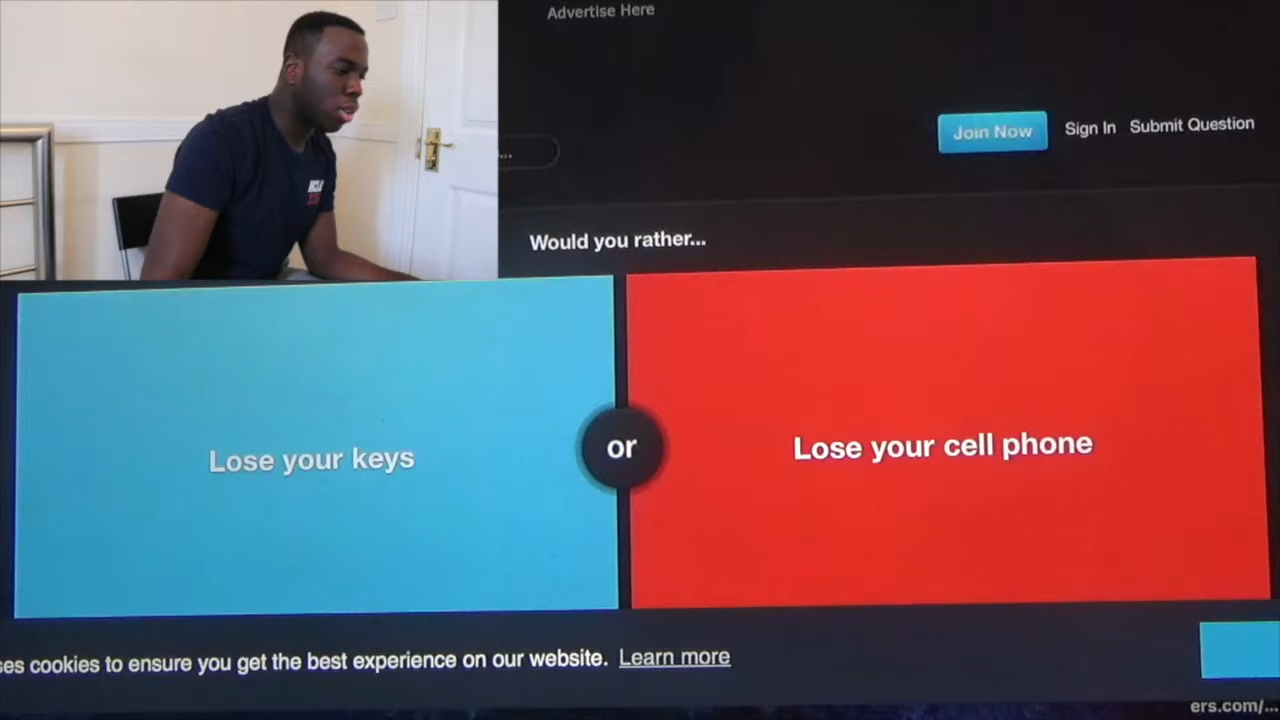 Advertise Here
Join Now
Sign In
Submit Question
...
Would you rather...
Lose your keys
or
Lose your cell phone
es cookies to ensure you get the best experience on our website. Learn more
ers.com/...